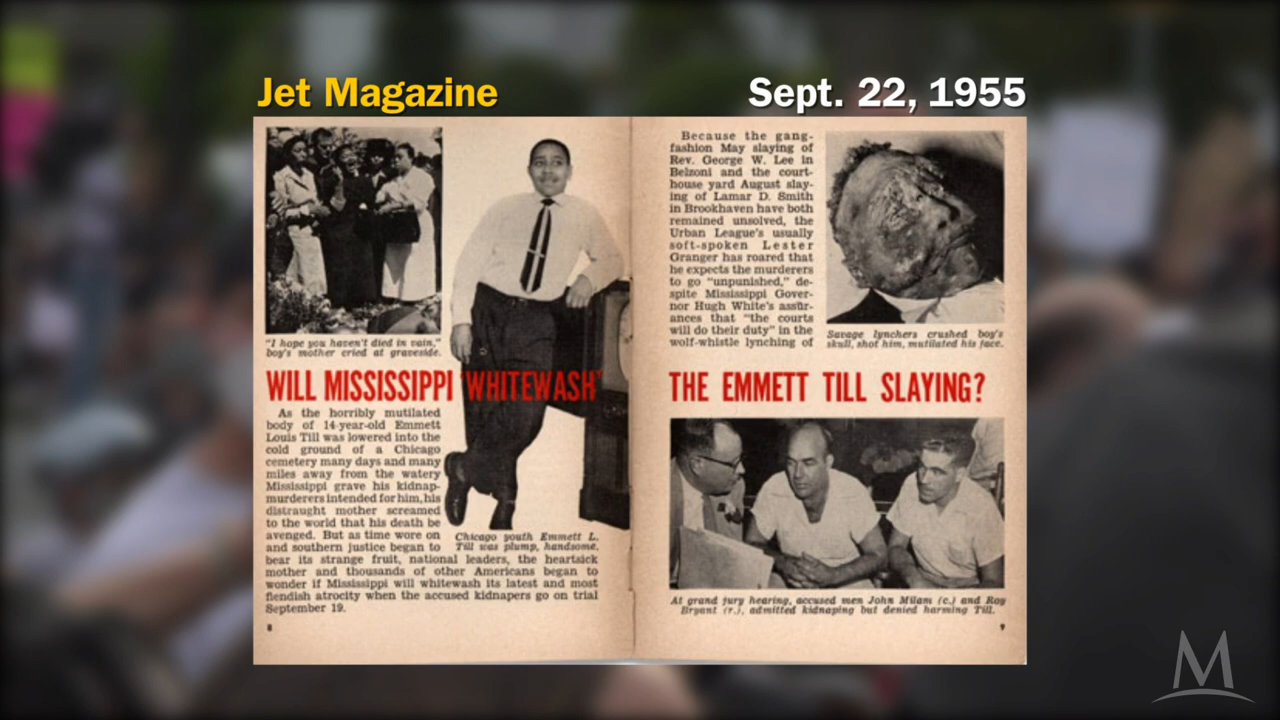 Jet Magazine
Sept. 22, 1955
"I hope you haven't died in vain,"
boy's mother cried at graveside.
WILL MISSISSIPPI 'WHITEWASH'
As the horribly mutilated
body of 14-year-old Emmett
Louis Till was lowered into the
cold ground of a Chicago
cemetery many days and many
miles away from the watery
Mississippi grave his kidnap-
murderers intended for him, his
distraught mother screamed
to the world that his death be
avenged. But as time wore on
and southern justice began to
bear its strange fruit, national leaders, the heartsick
mother and thousands of other Americans began to
wonder if Mississippi will whitewash its latest and most
fiendish atrocity when the accused kidnapers go on trial
September 19.
Chicago youth Emmett L.
Till was plump, handsome.
8
Because the gang-
fashion May slaying of
Rev. George W. Lee in
Belzoni and the court-
house yard August slay-
ing of Lamar D. Smith
in Brookhaven have both
remained unsolved, the
Urban League's usually
soft-spoken Lester
Granger has roared that
he expects the murderers
to go "unpunished," de-
spite Mississippi Gover-
nor Hugh White's assur-
ances that "the courts
will do their duty" in the
wolf-whistle lynching of
Savage lynchers crushed boy's
skull, shot him, mutilated his face.
THE EMMETT TILL SLAYING?
At grand jury hearing, accused men John Milam (c.) and Roy
Bryant (r.), admitted kidnaping but denied harming Till.
9
M